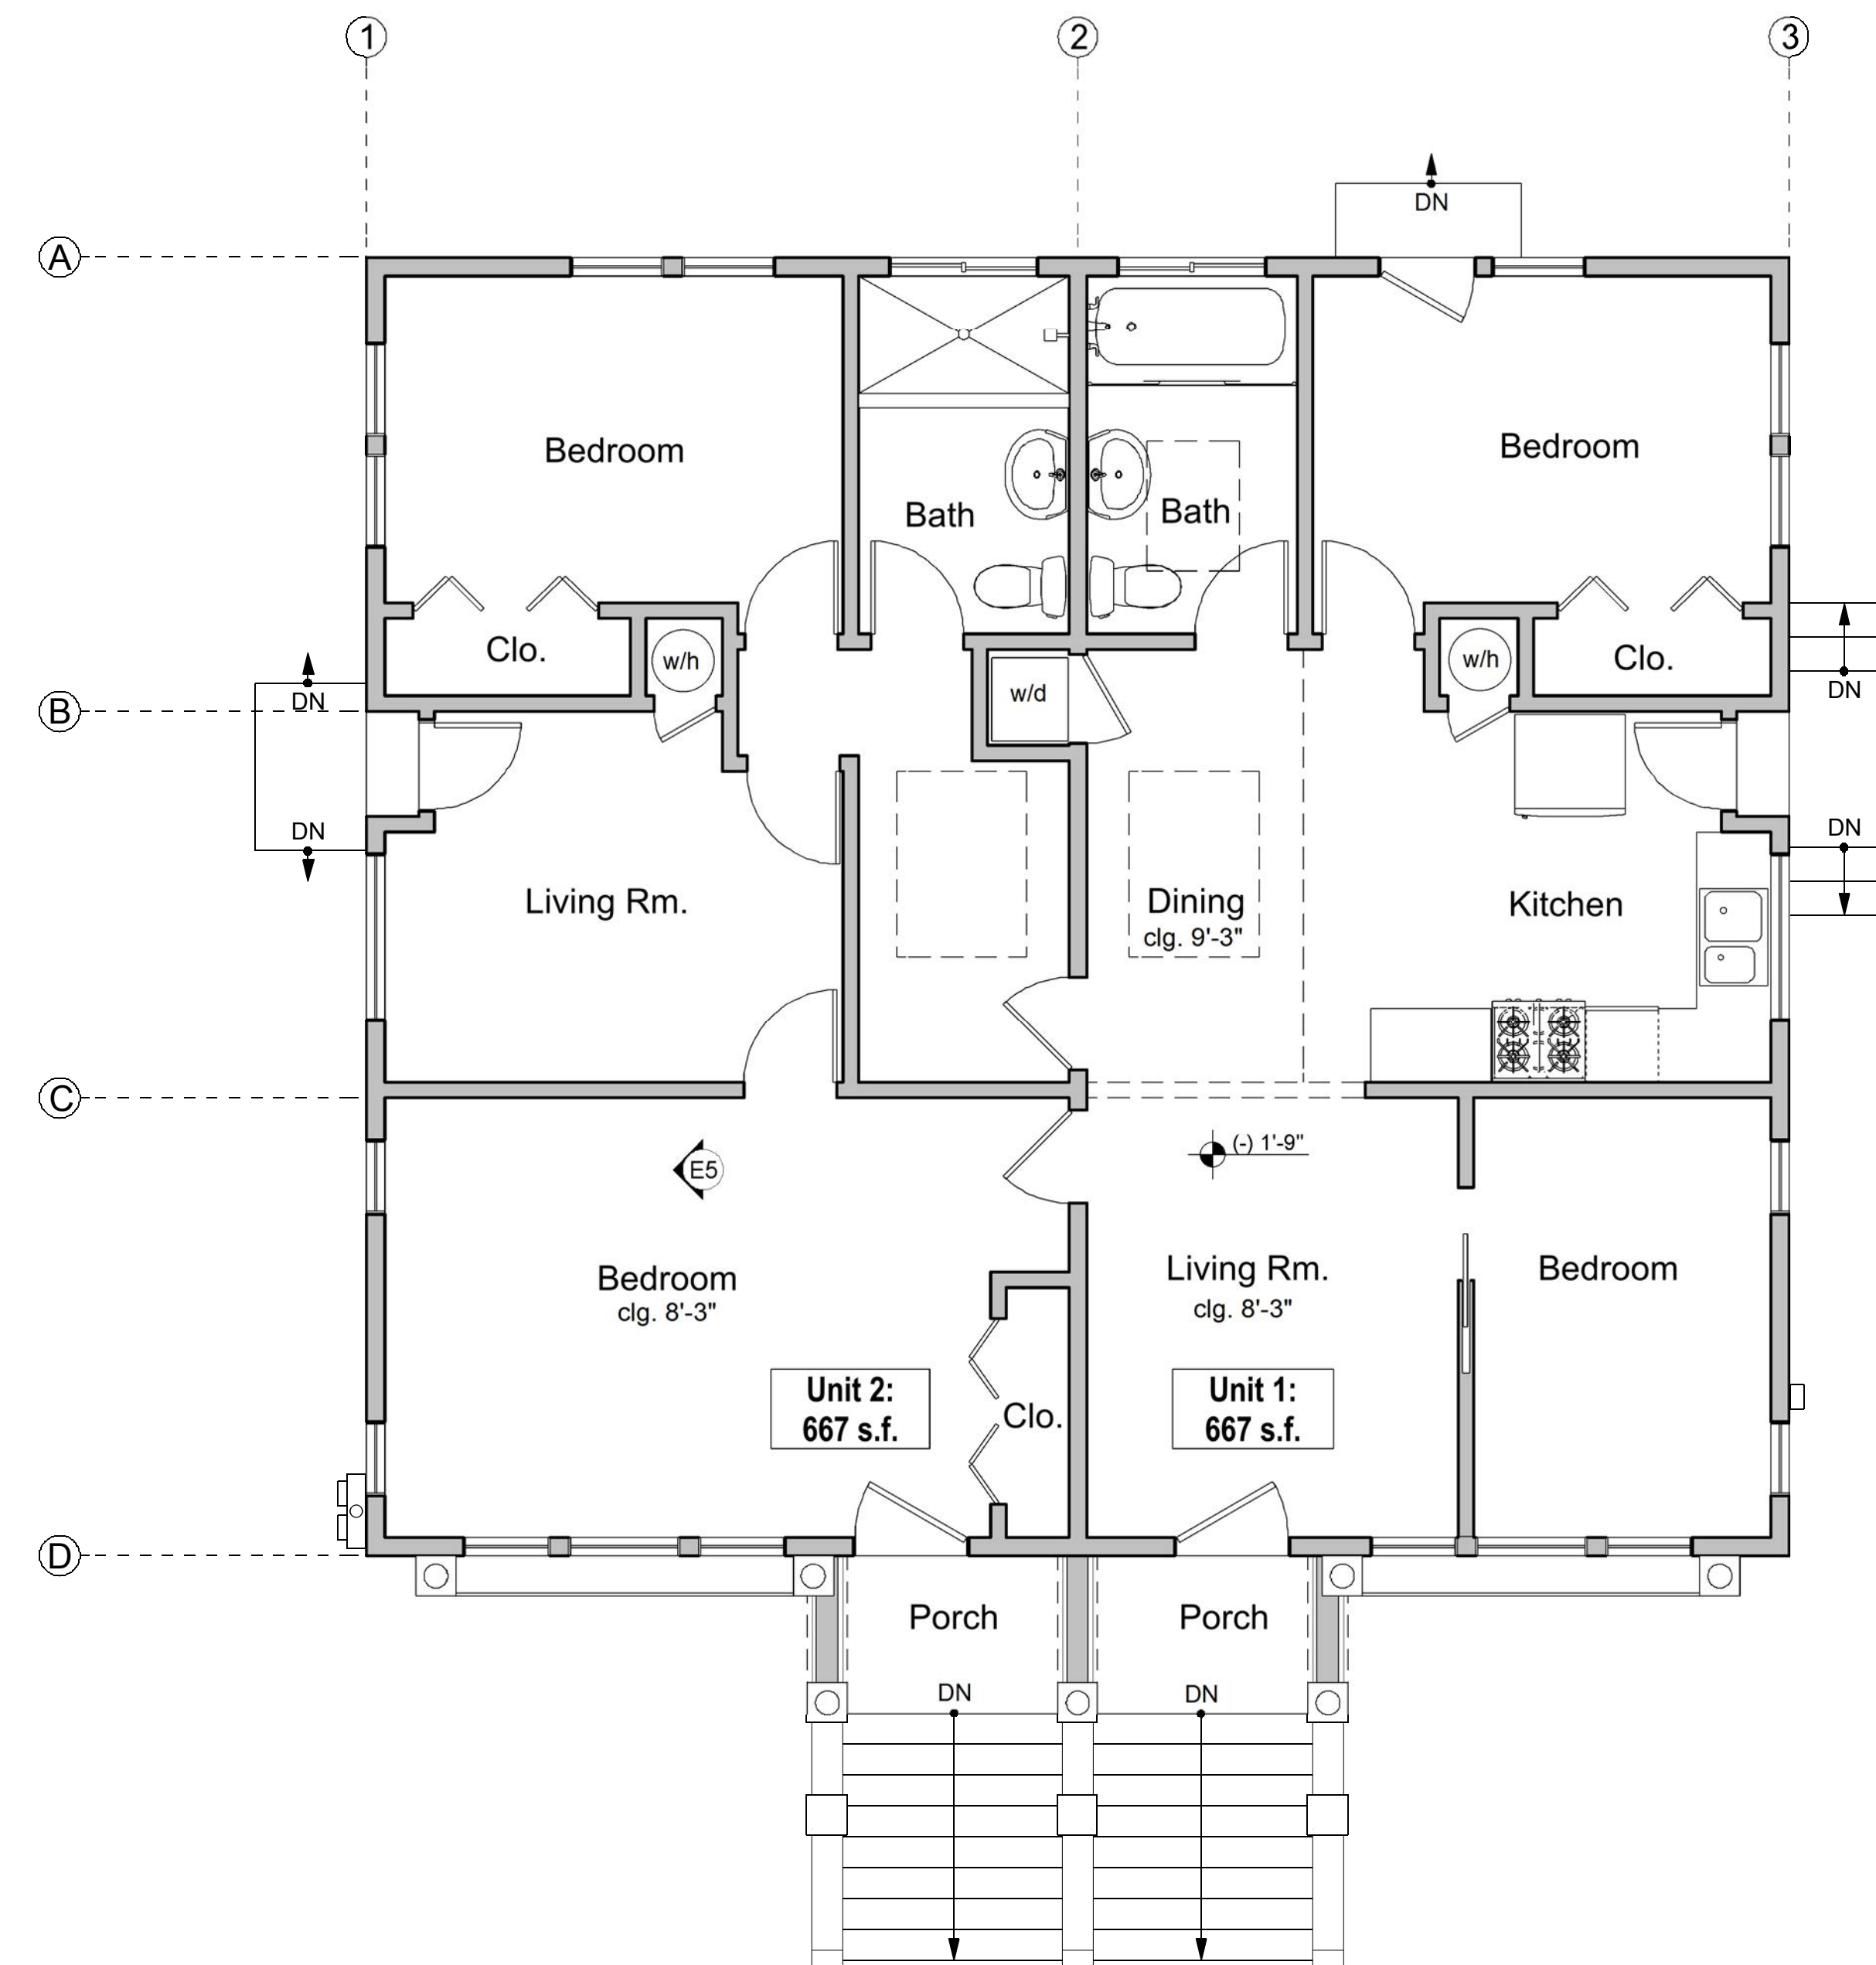 1
2
3
DN
A
Bedroom
Bedroom
Bath
Bath
Clo.
w/h
w/d
w/h
Clo.
DN
B
DN
DN
DN
Living Rm.
Dining
clg. 9'-3"
Kitchen
C
(-) 1'-9"
E5
Bedroom
clg. 8'-3"
Living Rm.
clg. 8'-3"
Bedroom
Unit 2:
667 s.f.
Clo.
Unit 1:
667 s.f.
D
Porch
Porch
DN
DN